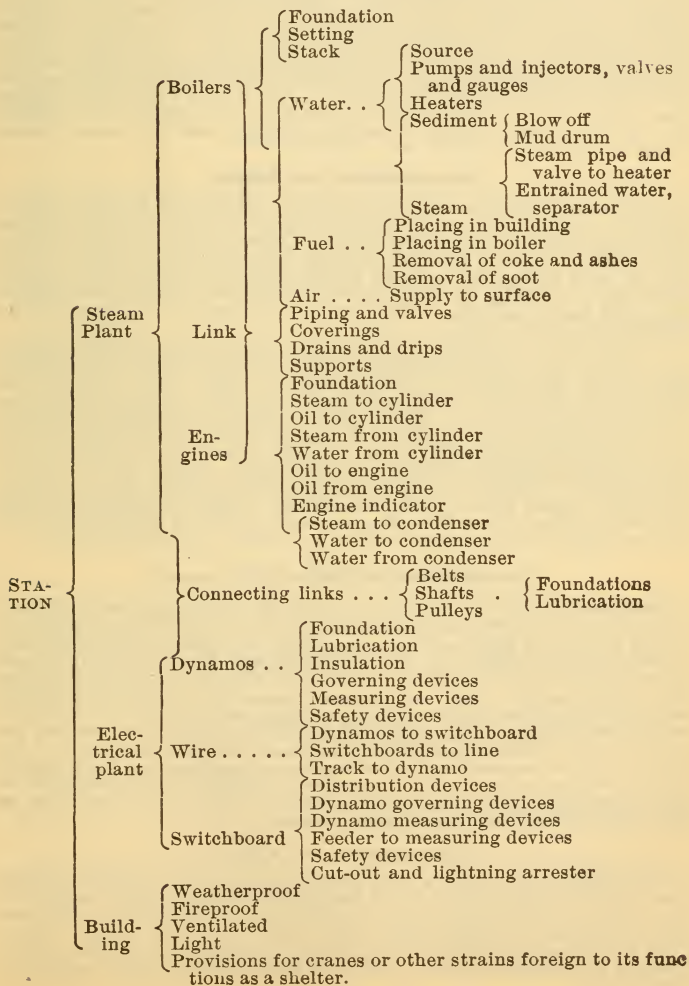 Foundation
Setting
Stack
Boilers
Source
Pumps and injectors, valves
and gauges
Water. .
Heaters
Sediment
Blow off
Mud drum
Steam pipe and
valve to heater
Entrained water,
separator
Steam
Fuel . .
Placing in building
Placing in boiler
Removal of coke and ashes
Removal of soot
Air . . . . Supply to surface
Steam
Plant
Link
Piping and valves
Coverings
Drains and drips
Supports
En-
gines
Foundation
Steam to cylinder
Oil to cylinder
Steam from cylinder
Water from cylinder
Oil to engine
Oil from engine
Engine indicator
Steam to condenser
Water to condenser
Water from condenser
STA-
TION
Connecting links . . .
Belts
Shafts .
Pulleys
Foundations
Lubrication
Elec-
trical
plant
Dynamos . .
Foundation
Lubrication
Insulation
Governing devices
Measuring devices
Safety devices
Wire . . . . .
Dynamos to switchboard
Switchboards to line
Track to dynamo
Switchboard
Distribution devices
Dynamo governing devices
Dynamo measuring devices
Feeder to measuring devices
Safety devices
Cut-out and lightning arrester
Build-
ing
Weatherproof
Fireproof
Ventilated
Light
Provisions for cranes or other strains foreign to its func
tions as a shelter.